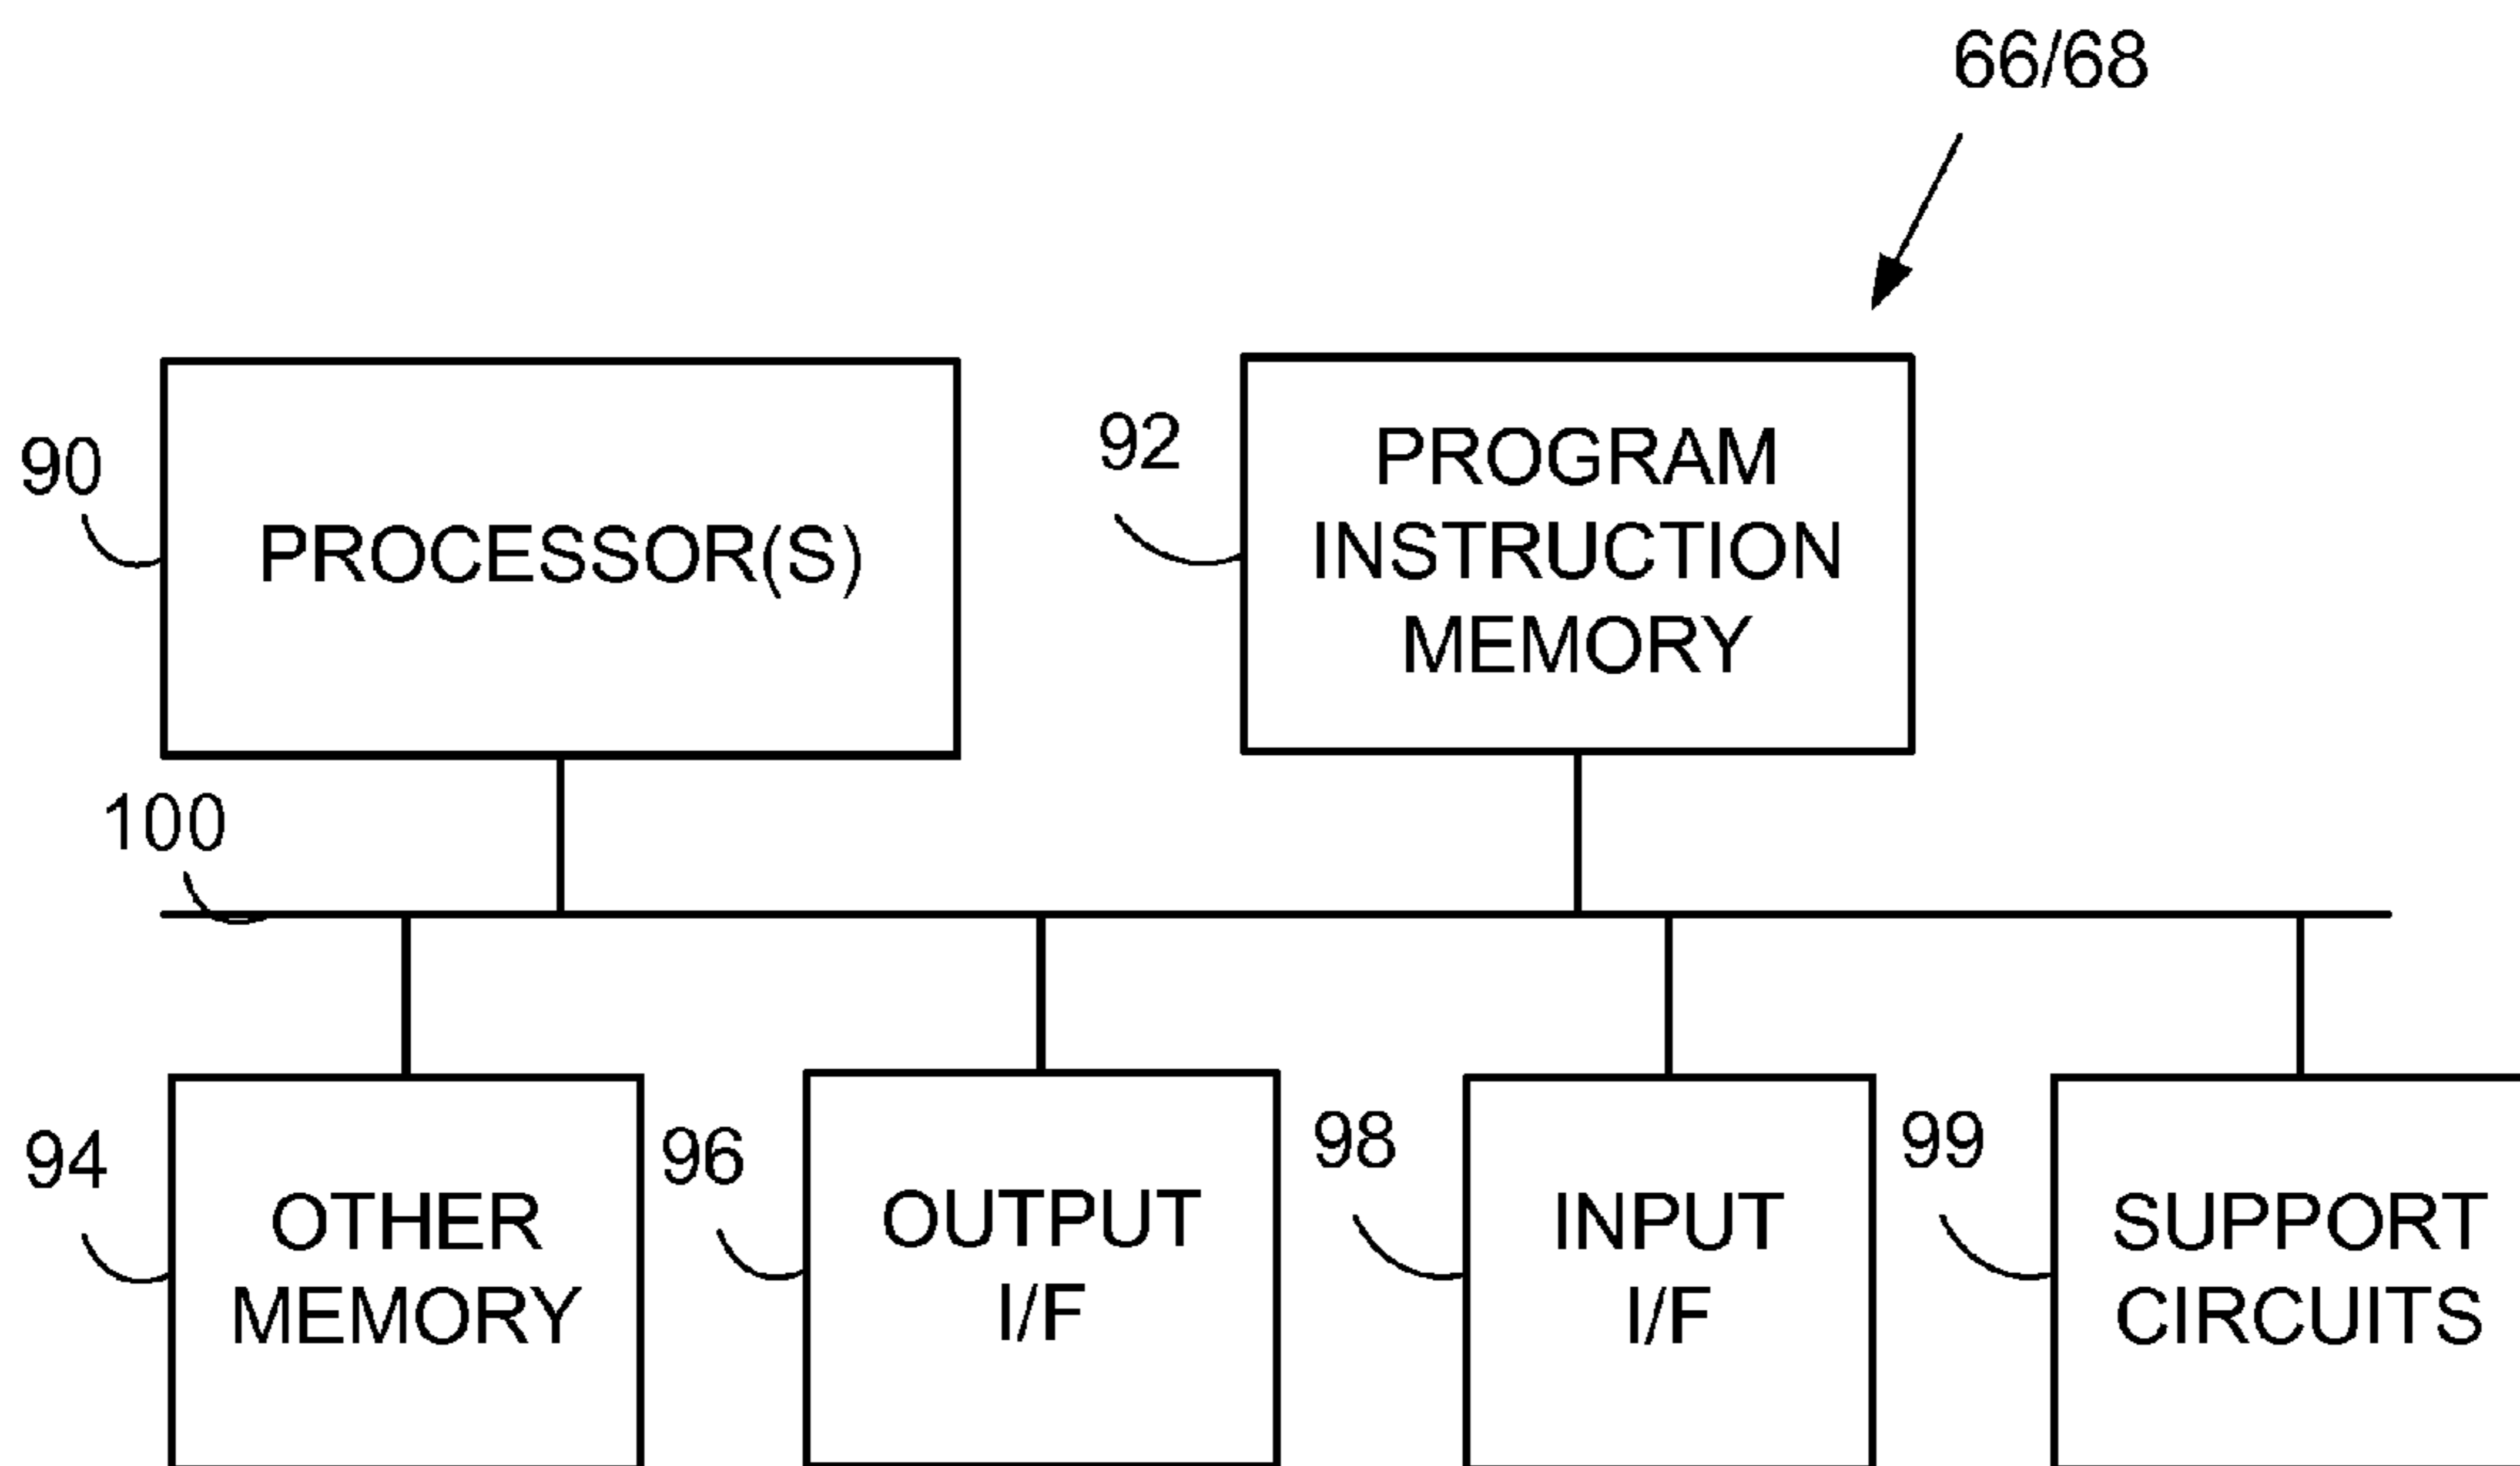 66/68
90
PROCESSOR(S)
92
PROGRAM
INSTRUCTION
MEMORY
100
94
OTHER
MEMORY
96
OUTPUT
I/F
98
INPUT
I/F
99
SUPPORT
CIRCUITS